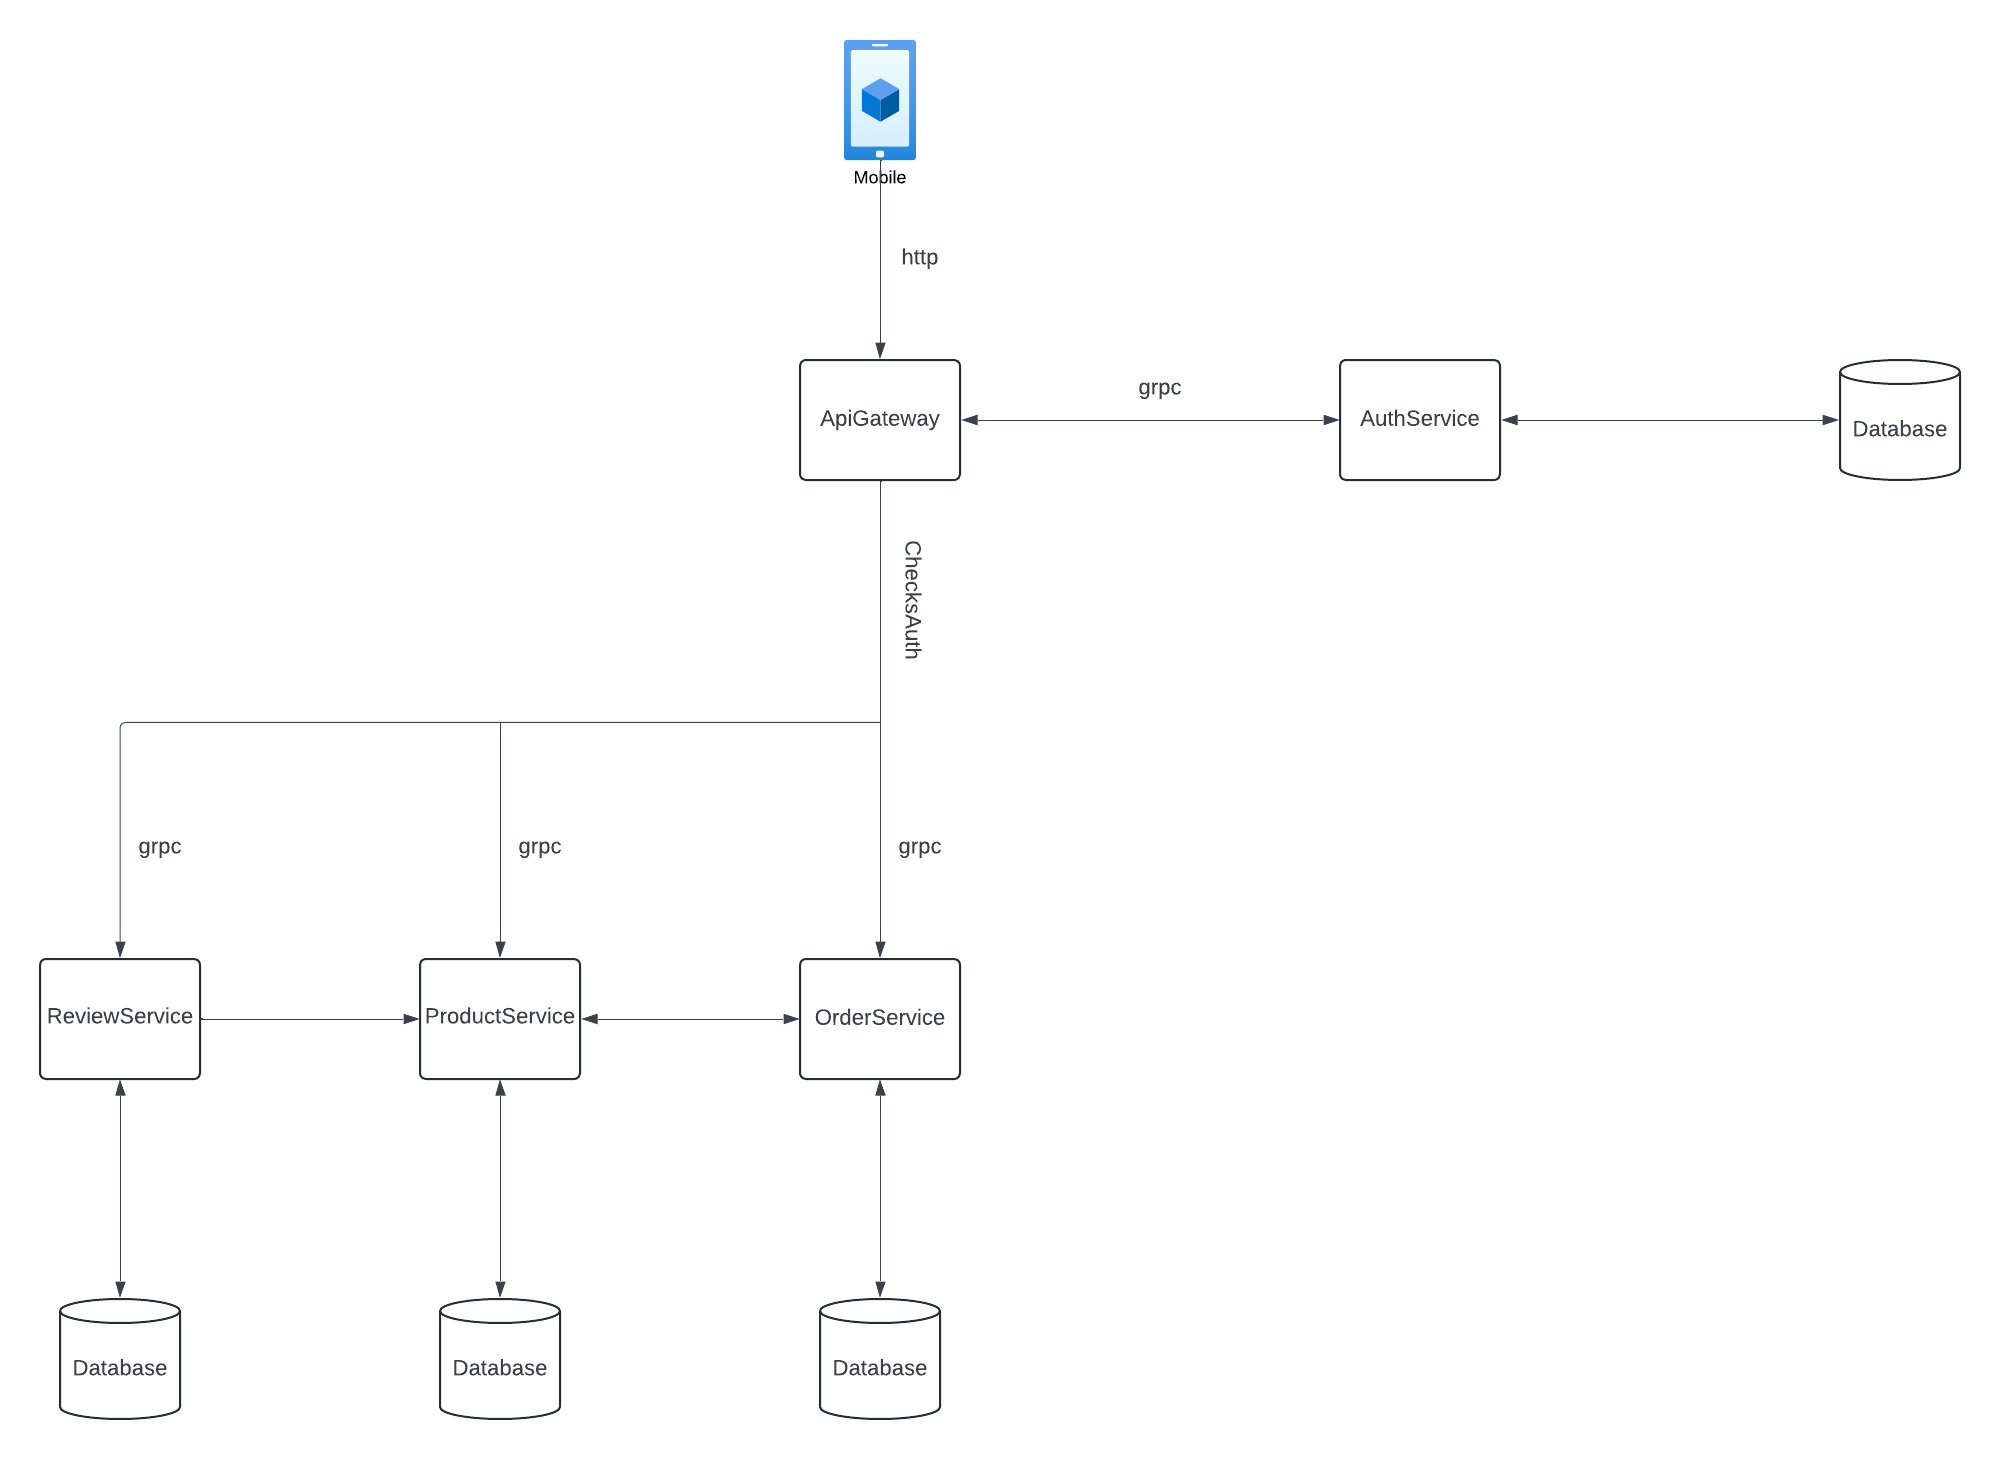 Mobile
http
ApiGateway
grpc
AuthService
Database
ChecksAuth
grpc
grpc
grpc
ReviewService
ProductService
OrderService
Database
Database
Database